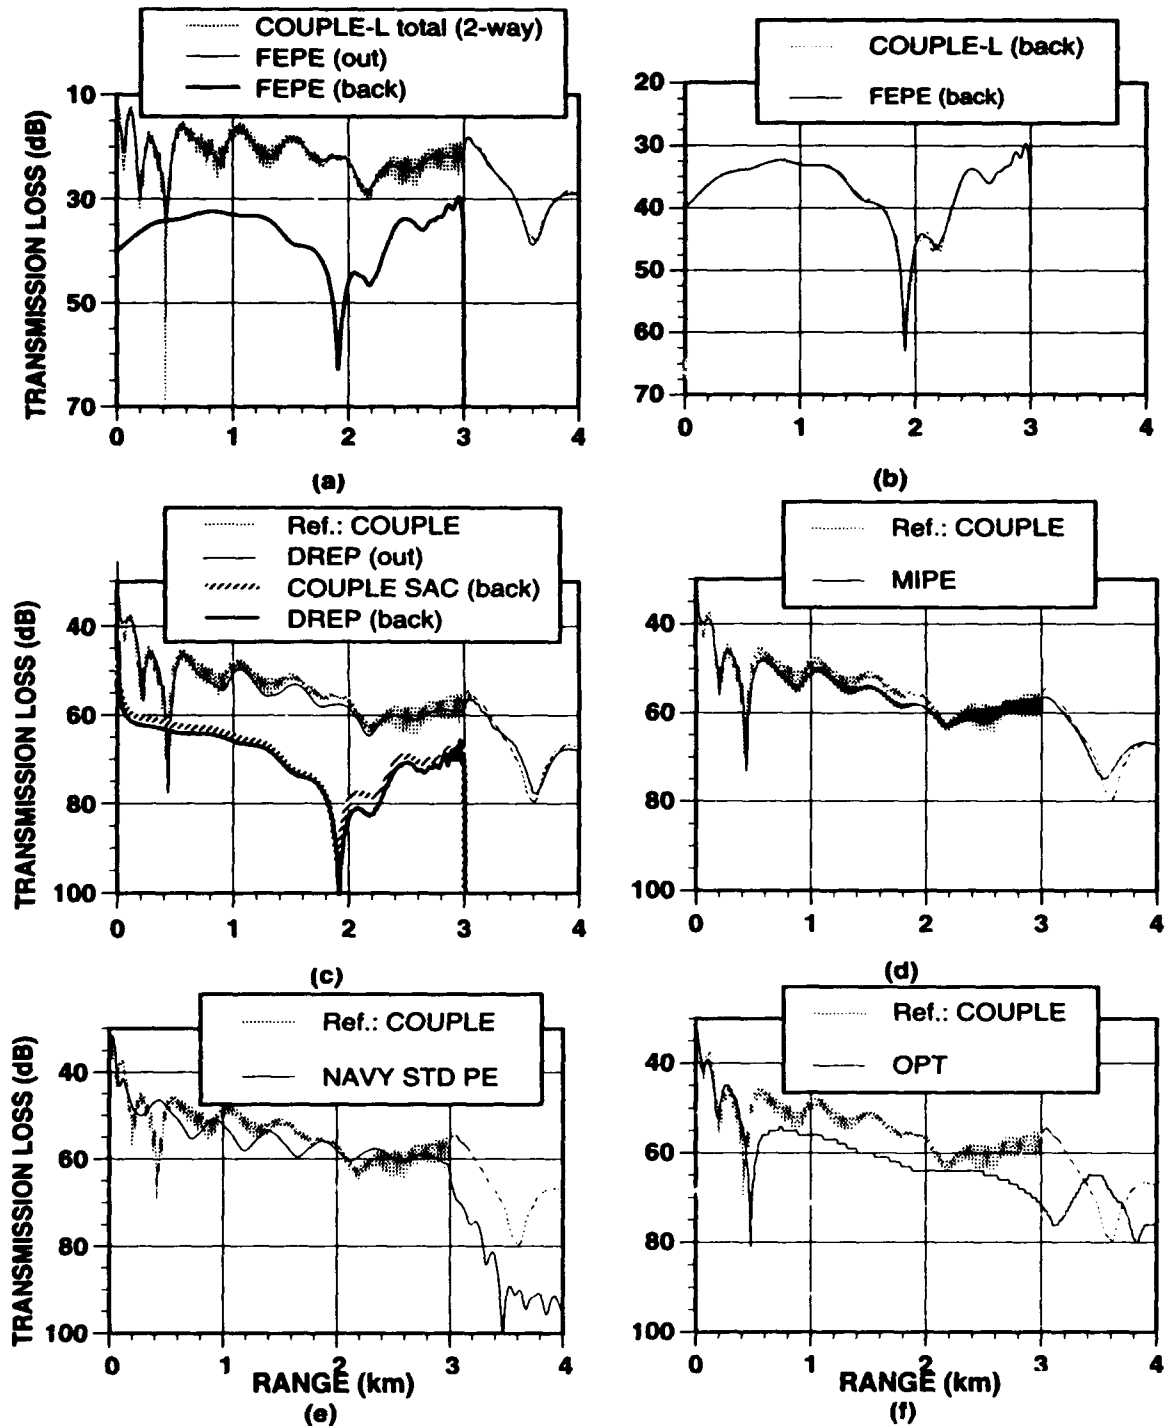 COUPLE-L total (2-way)
FEPE (out)
FEPE (back)
TRANSMISSION LOSS (dB)
10
30
50
70
0 1 2 3 4
(a)
COUPLE-L (back)
FEPE (back)
20
30
40
50
60
70
0 1 2 3 4
(b)
Ref.: COUPLE
DREP (out)
COUPLE SAC (back)
DREP (back)
TRANSMISSION LOSS (dB)
40
60
80
100
0 1 2 3 4
(c)
Ref.: COUPLE
MIPE
40
60
80
100
0 1 2 3 4
(d)
Ref.: COUPLE
NAVY STD PE
TRANSMISSION LOSS (dB)
40
60
80
100
0 1 2 3 4
RANGE (km)
(e)
Ref.: COUPLE
OPT
40
60
80
100
0 1 2 3 4
RANGE (km)
(f)